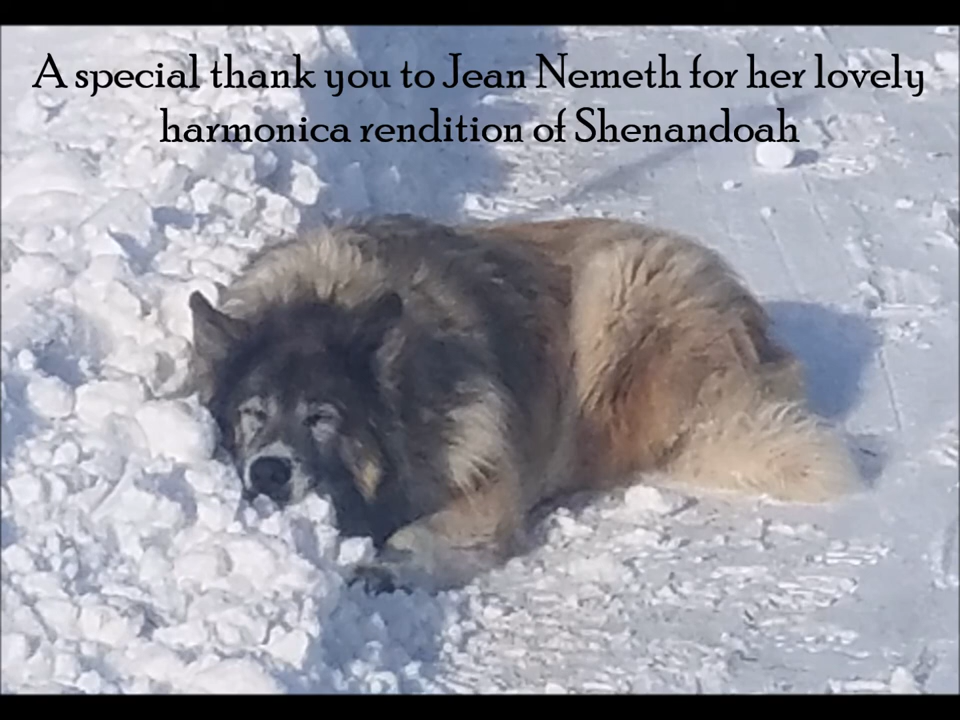 A special thank you to Jean Nemeth for her lovely
harmonica rendition of Shenandoah